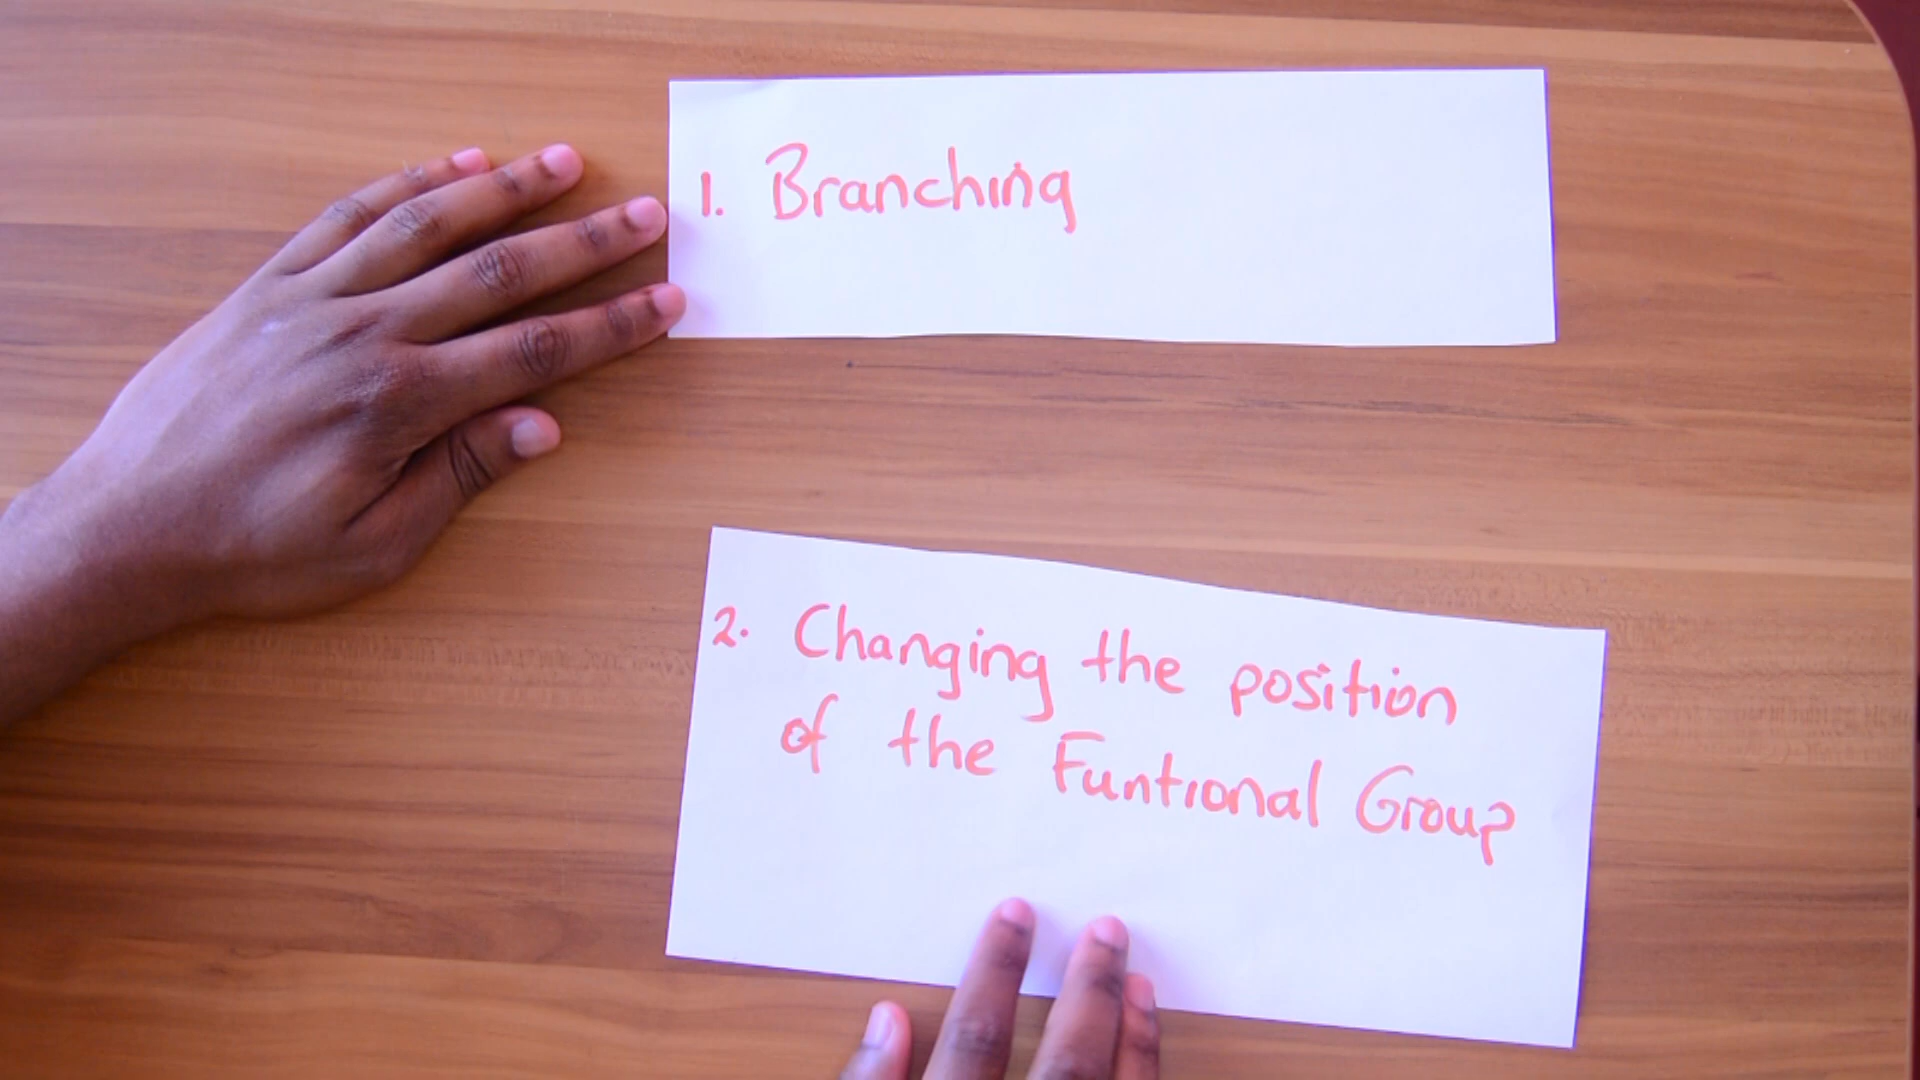 1. Branching
2. Changing the position
of the Funtional Group